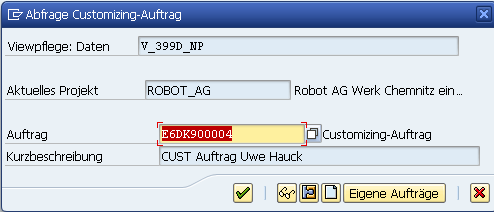 Abfrage Customizing-Auftrag
Viewpflege: Daten V_399D_NP
Aktuelles Projekt ROBOT_AG Robot AG Werk Chemnitz ein...
Auftrag E6DK900004 Customizing-Auftrag
Kurzbeschreibung CUST Auftrag Uwe Hauck
Eigene Aufträge